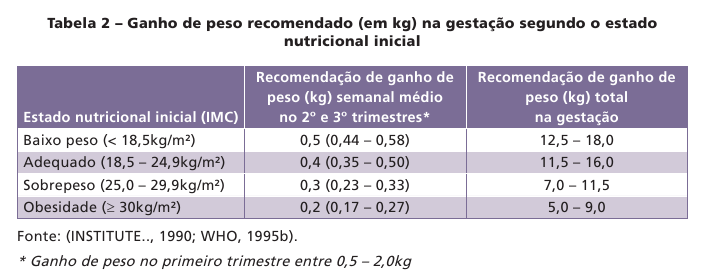 Tabela 2 – Ganho de peso recomendado (em kg) na gestação segundo o estado
nutricional inicial
Estado nutricional inicial (IMC)
Recomendação de ganho de
peso (kg) semanal médio
no 2º e 3º trimestres*
Recomendação de ganho de
peso (kg) total
na gestação
Baixo peso (< 18,5kg/m²) 0,5 (0,44 – 0,58) 12,5 – 18,0
Adequado (18,5 – 24,9kg/m²) 0,4 (0,35 – 0,50) 11,5 – 16,0
Sobrepeso (25,0 – 29,9kg/m²) 0,3 (0,23 – 0,33) 7,0 – 11,5
Obesidade (≥ 30kg/m²) 0,2 (0,17 – 0,27) 5,0 – 9,0
Fonte: (INSTITUTE.., 1990; WHO, 1995b).
* Ganho de peso no primeiro trimestre entre 0,5 – 2,0kg